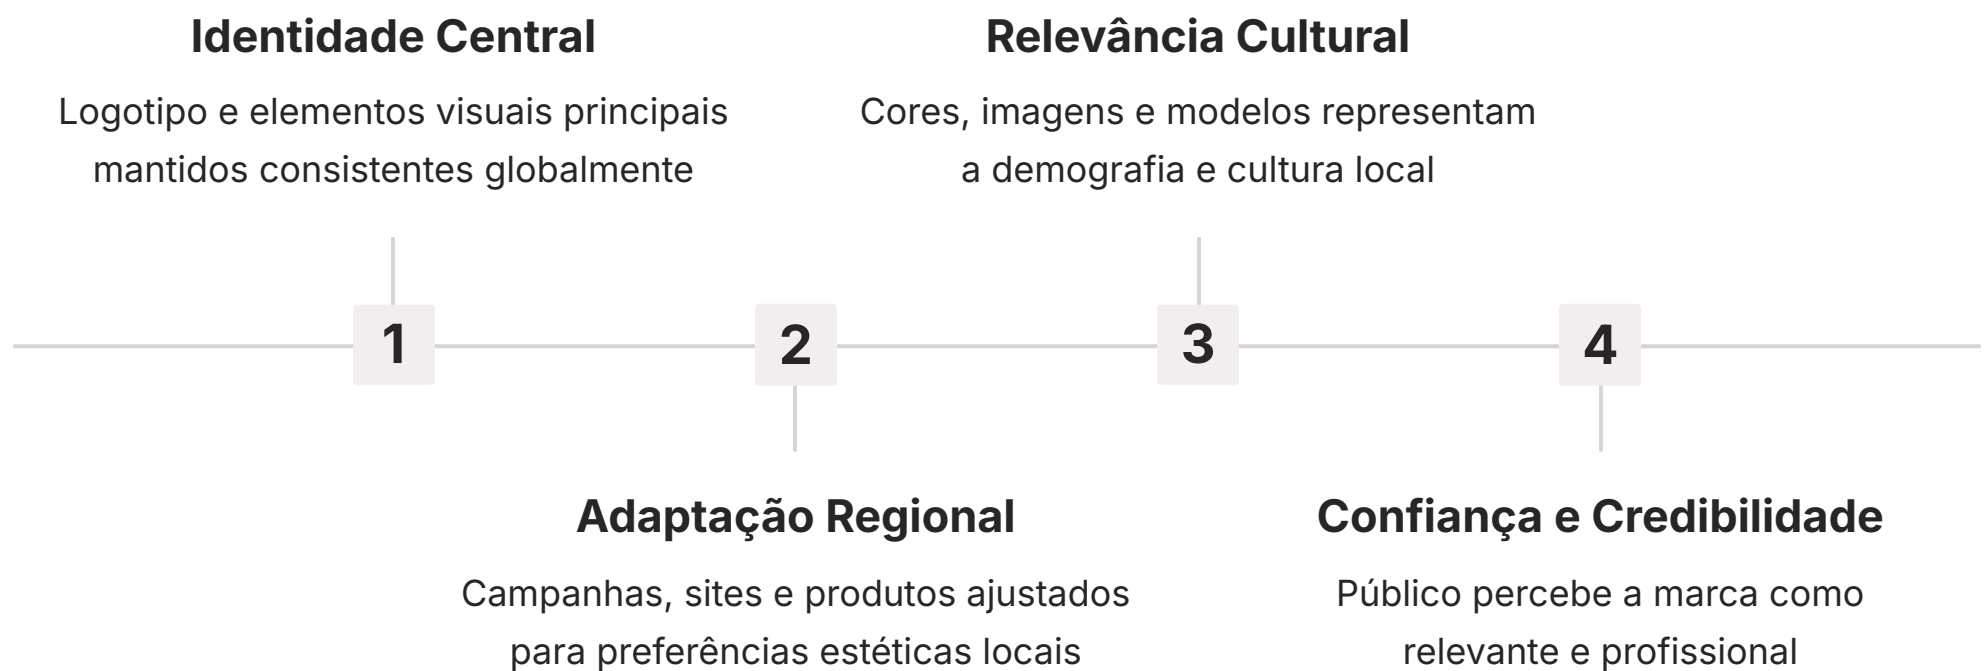 Identidade Central
Logotipo e elementos visuais principais
mantidos consistentes globalmente
1
2
Adaptação Regional
Campanhas, sites e produtos ajustados
para preferências estéticas locais
Relevância Cultural
Cores, imagens e modelos representam
a demografia e cultura local
3
4
Confiança e Credibilidade
Público percebe a marca como
relevante e profissional